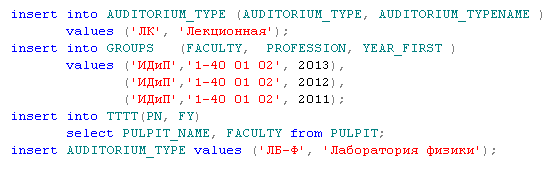 insert into AUDITORIUM_TYPE (AUDITORIUM_TYPE, AUDITORIUM_TYPENAME )
values ('ЛК', 'Лекционная');
insert into GROUPS (FACULTY, PROFESSION, YEAR_FIRST )
values ('ИДиП','1-40 01 02', 2013),
('ИДиП','1-40 01 02', 2012),
('ИДиП','1-40 01 02', 2011);
insert into TTTT(PN, FY)
select PULPIT_NAME, FACULTY from PULPIT;
insert AUDITORIUM_TYPE values ('ЛБ-Ф', 'Лаборатория физики');